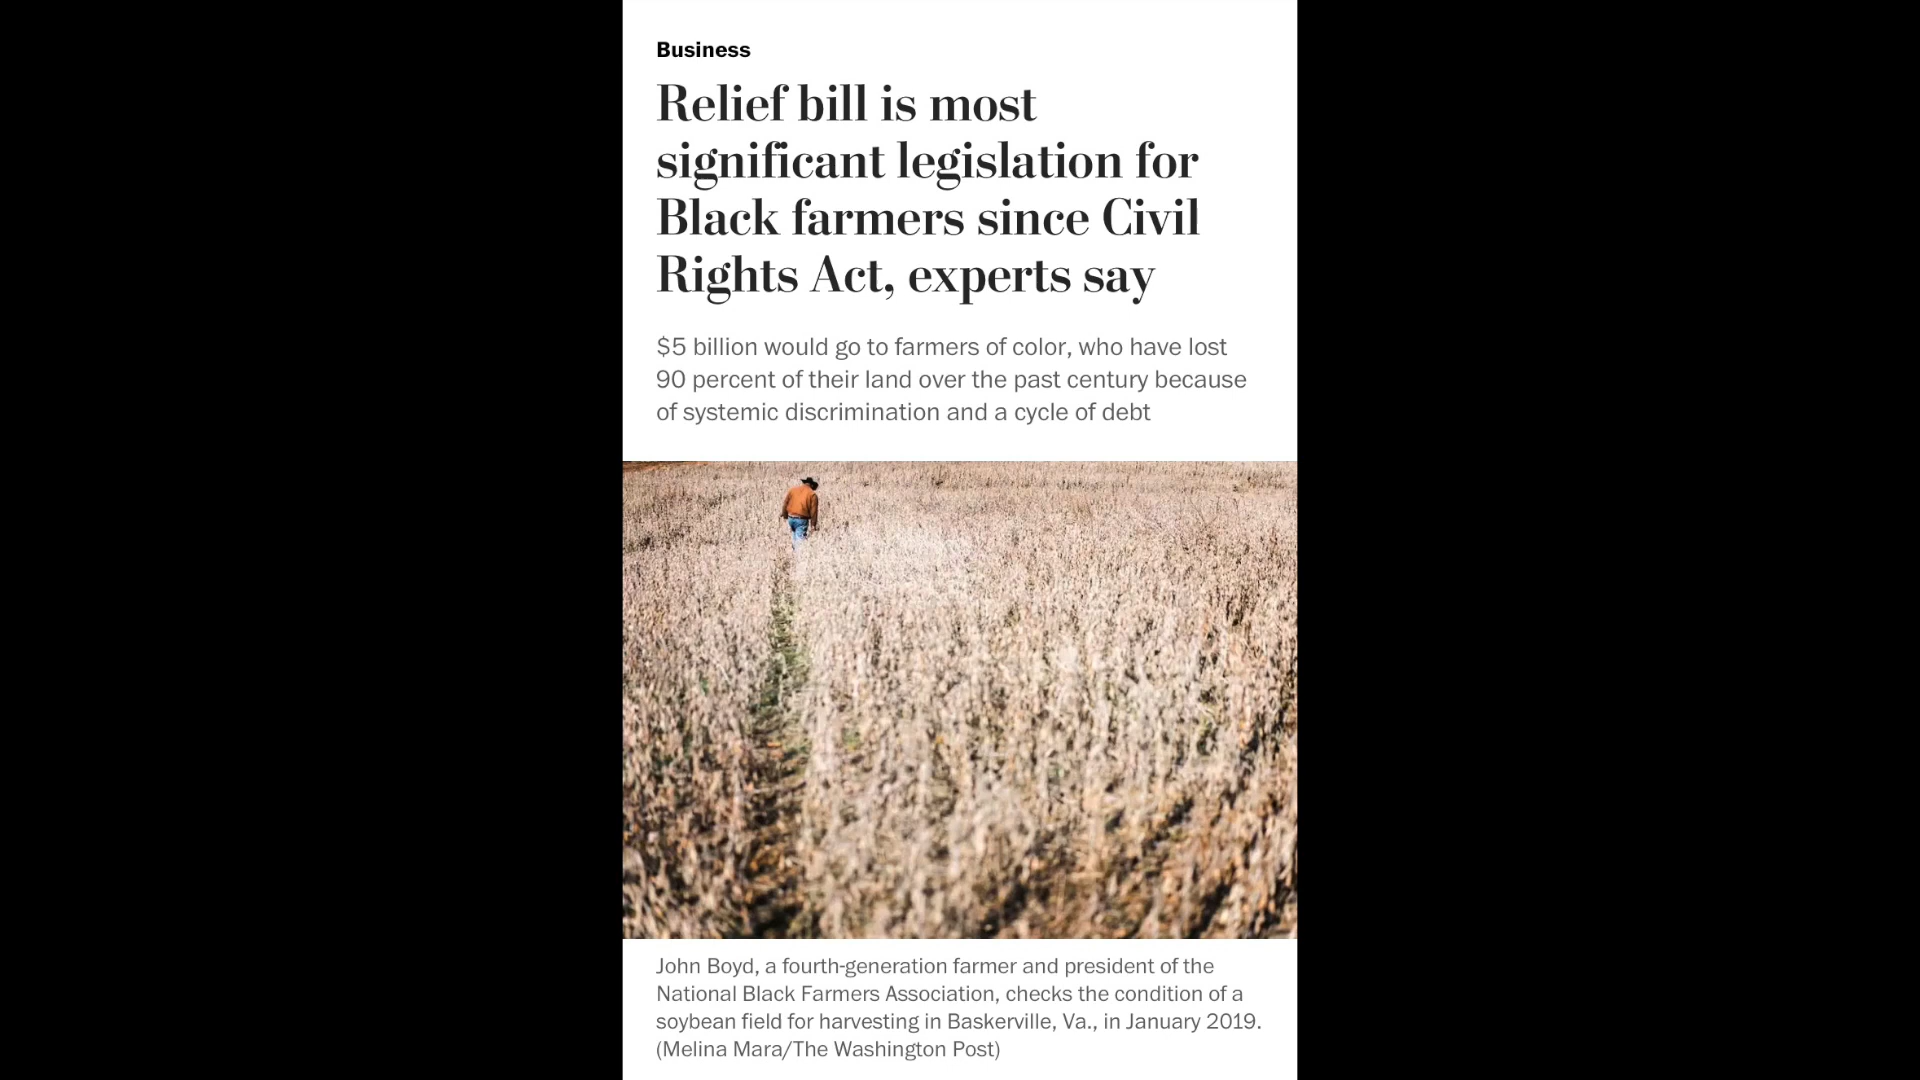 Business
Relief bill is most
significant legislation for
Black farmers since Civil
Rights Act, experts say
$5 billion would go to farmers of color, who have lost
90 percent of their land over the past century because
of systemic discrimination and a cycle of debt
John Boyd, a fourth-generation farmer and president of the
National Black Farmers Association, checks the condition of a
soybean field for harvesting in Baskerville, Va., in January 2019.
(Melina Mara/The Washington Post)